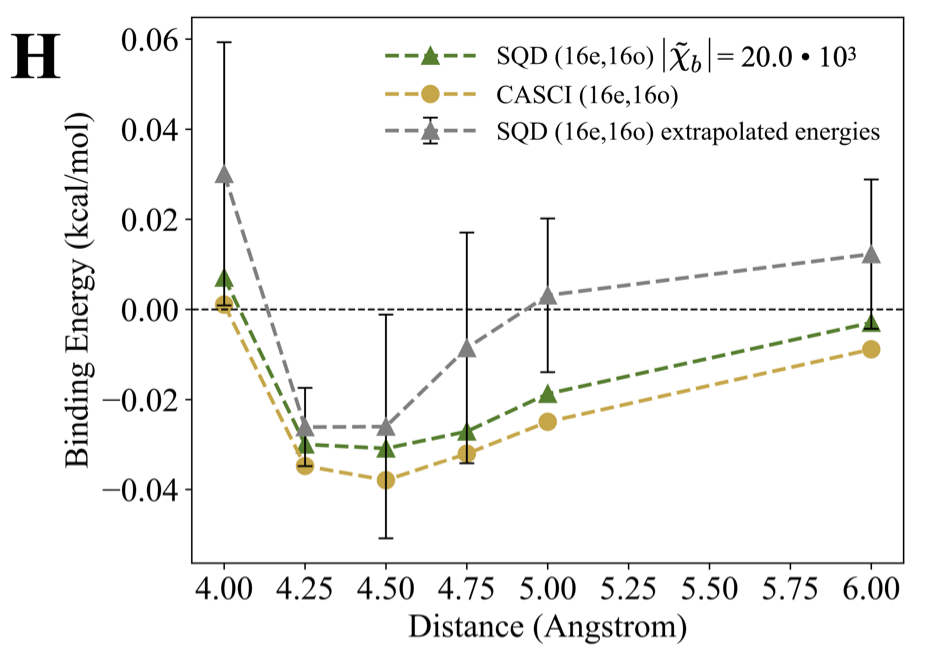 H
SQD (16e,16o) |χ̃_b| = 20.0 • 10³
CASCI (16e,16o)
SQD (16e,16o) extrapolated energies
Binding Energy (kcal/mol)
0.06
0.04
0.02
0.00
−0.02
−0.04
4.00 4.25 4.50 4.75 5.00 5.25 5.50 5.75 6.00
Distance (Angstrom)